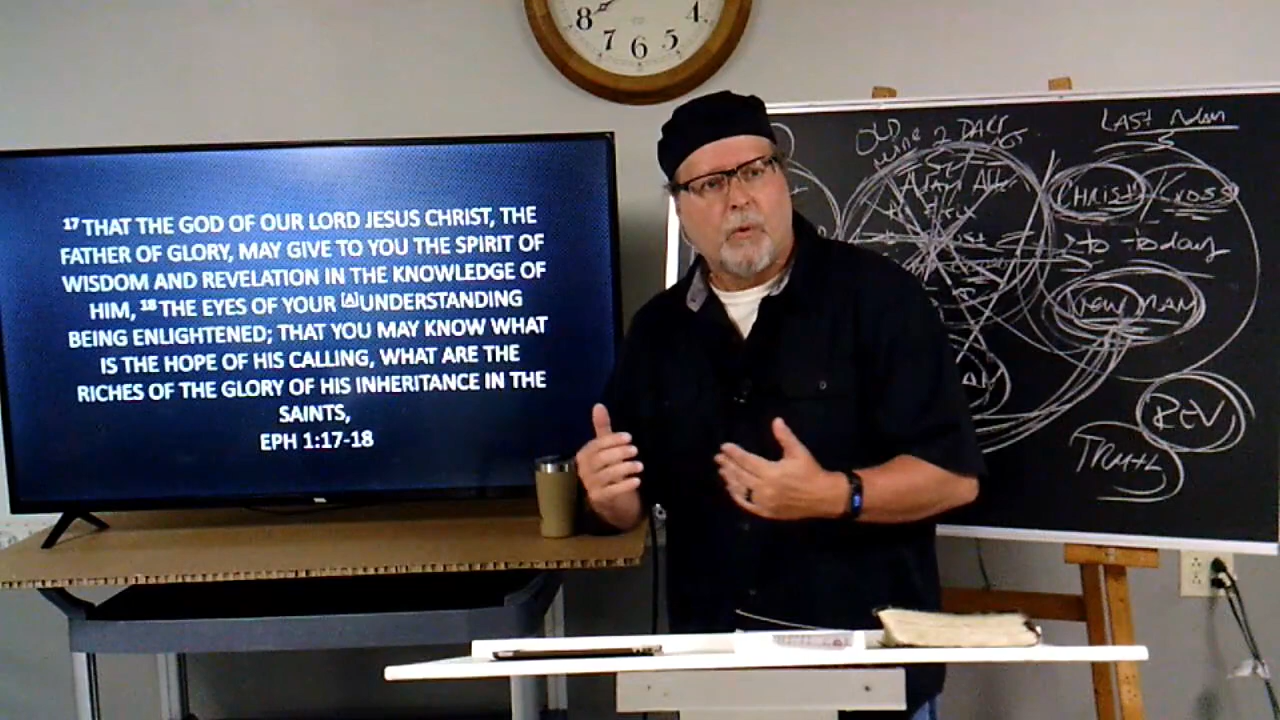 8 7 6 5 4
17 THAT THE GOD OF OUR LORD JESUS CHRIST, THE
FATHER OF GLORY, MAY GIVE TO YOU THE SPIRIT OF
WISDOM AND REVELATION IN THE KNOWLEDGE OF
HIM, 18 THE EYES OF YOUR [A]UNDERSTANDING
BEING ENLIGHTENED; THAT YOU MAY KNOW WHAT
IS THE HOPE OF HIS CALLING, WHAT ARE THE
RICHES OF THE GLORY OF HIS INHERITANCE IN THE
SAINTS,
EPH 1:17-18
OLD
LAST MAN
CHRIST / CROSS
to today
NEW MAN
REV
TRUTH